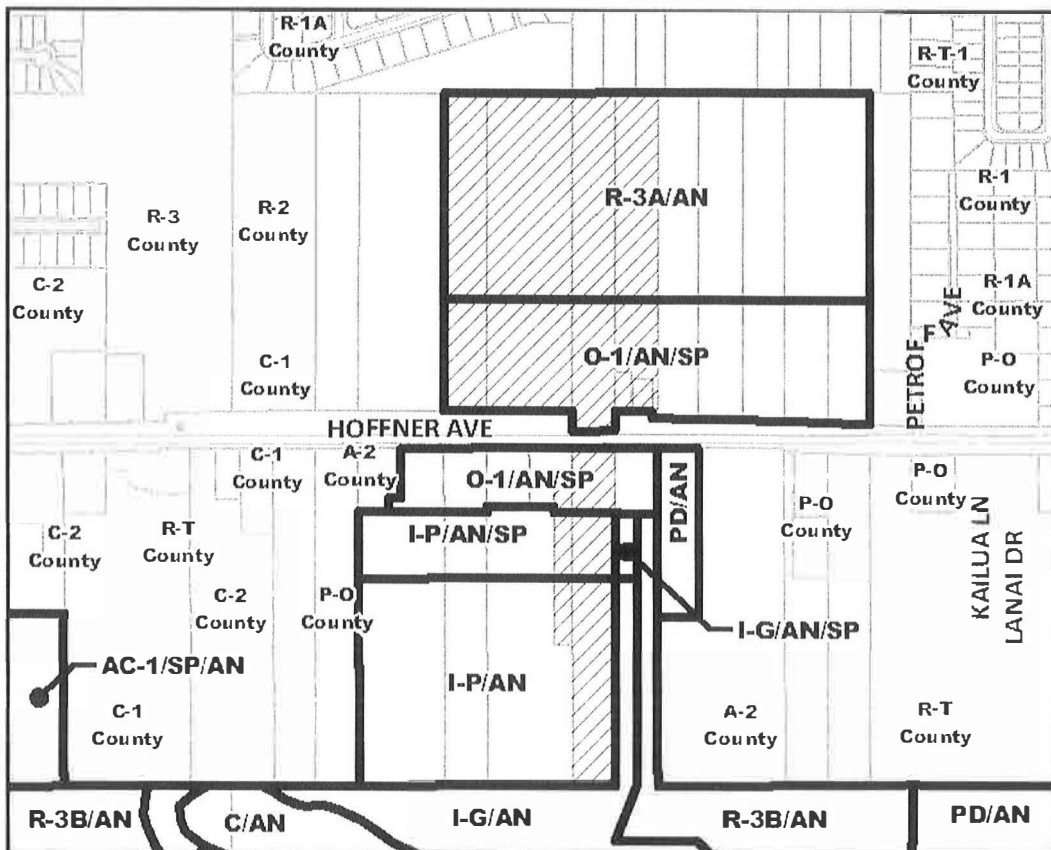 R-1A
County
R-T-1
County
R-3A/AN
R-1
County
R-3
County
R-2
County
C-2
County
R-1A
County
PETROFF AVE
O-1/AN/SP
C-1
County
P-O
County
HOFFNER AVE
C-1
County
A-2
County
O-1/AN/SP
PD/AN
P-O
County
P-O
County
KAILUA LN
LANAI DR
C-2
County
R-T
County
I-P/AN/SP
C-2
County
P-O
County
I-G/AN/SP
AC-1/SP/AN
I-P/AN
C-1
County
A-2
County
R-T
County
R-3B/AN
C/AN
I-G/AN
R-3B/AN
PD/AN